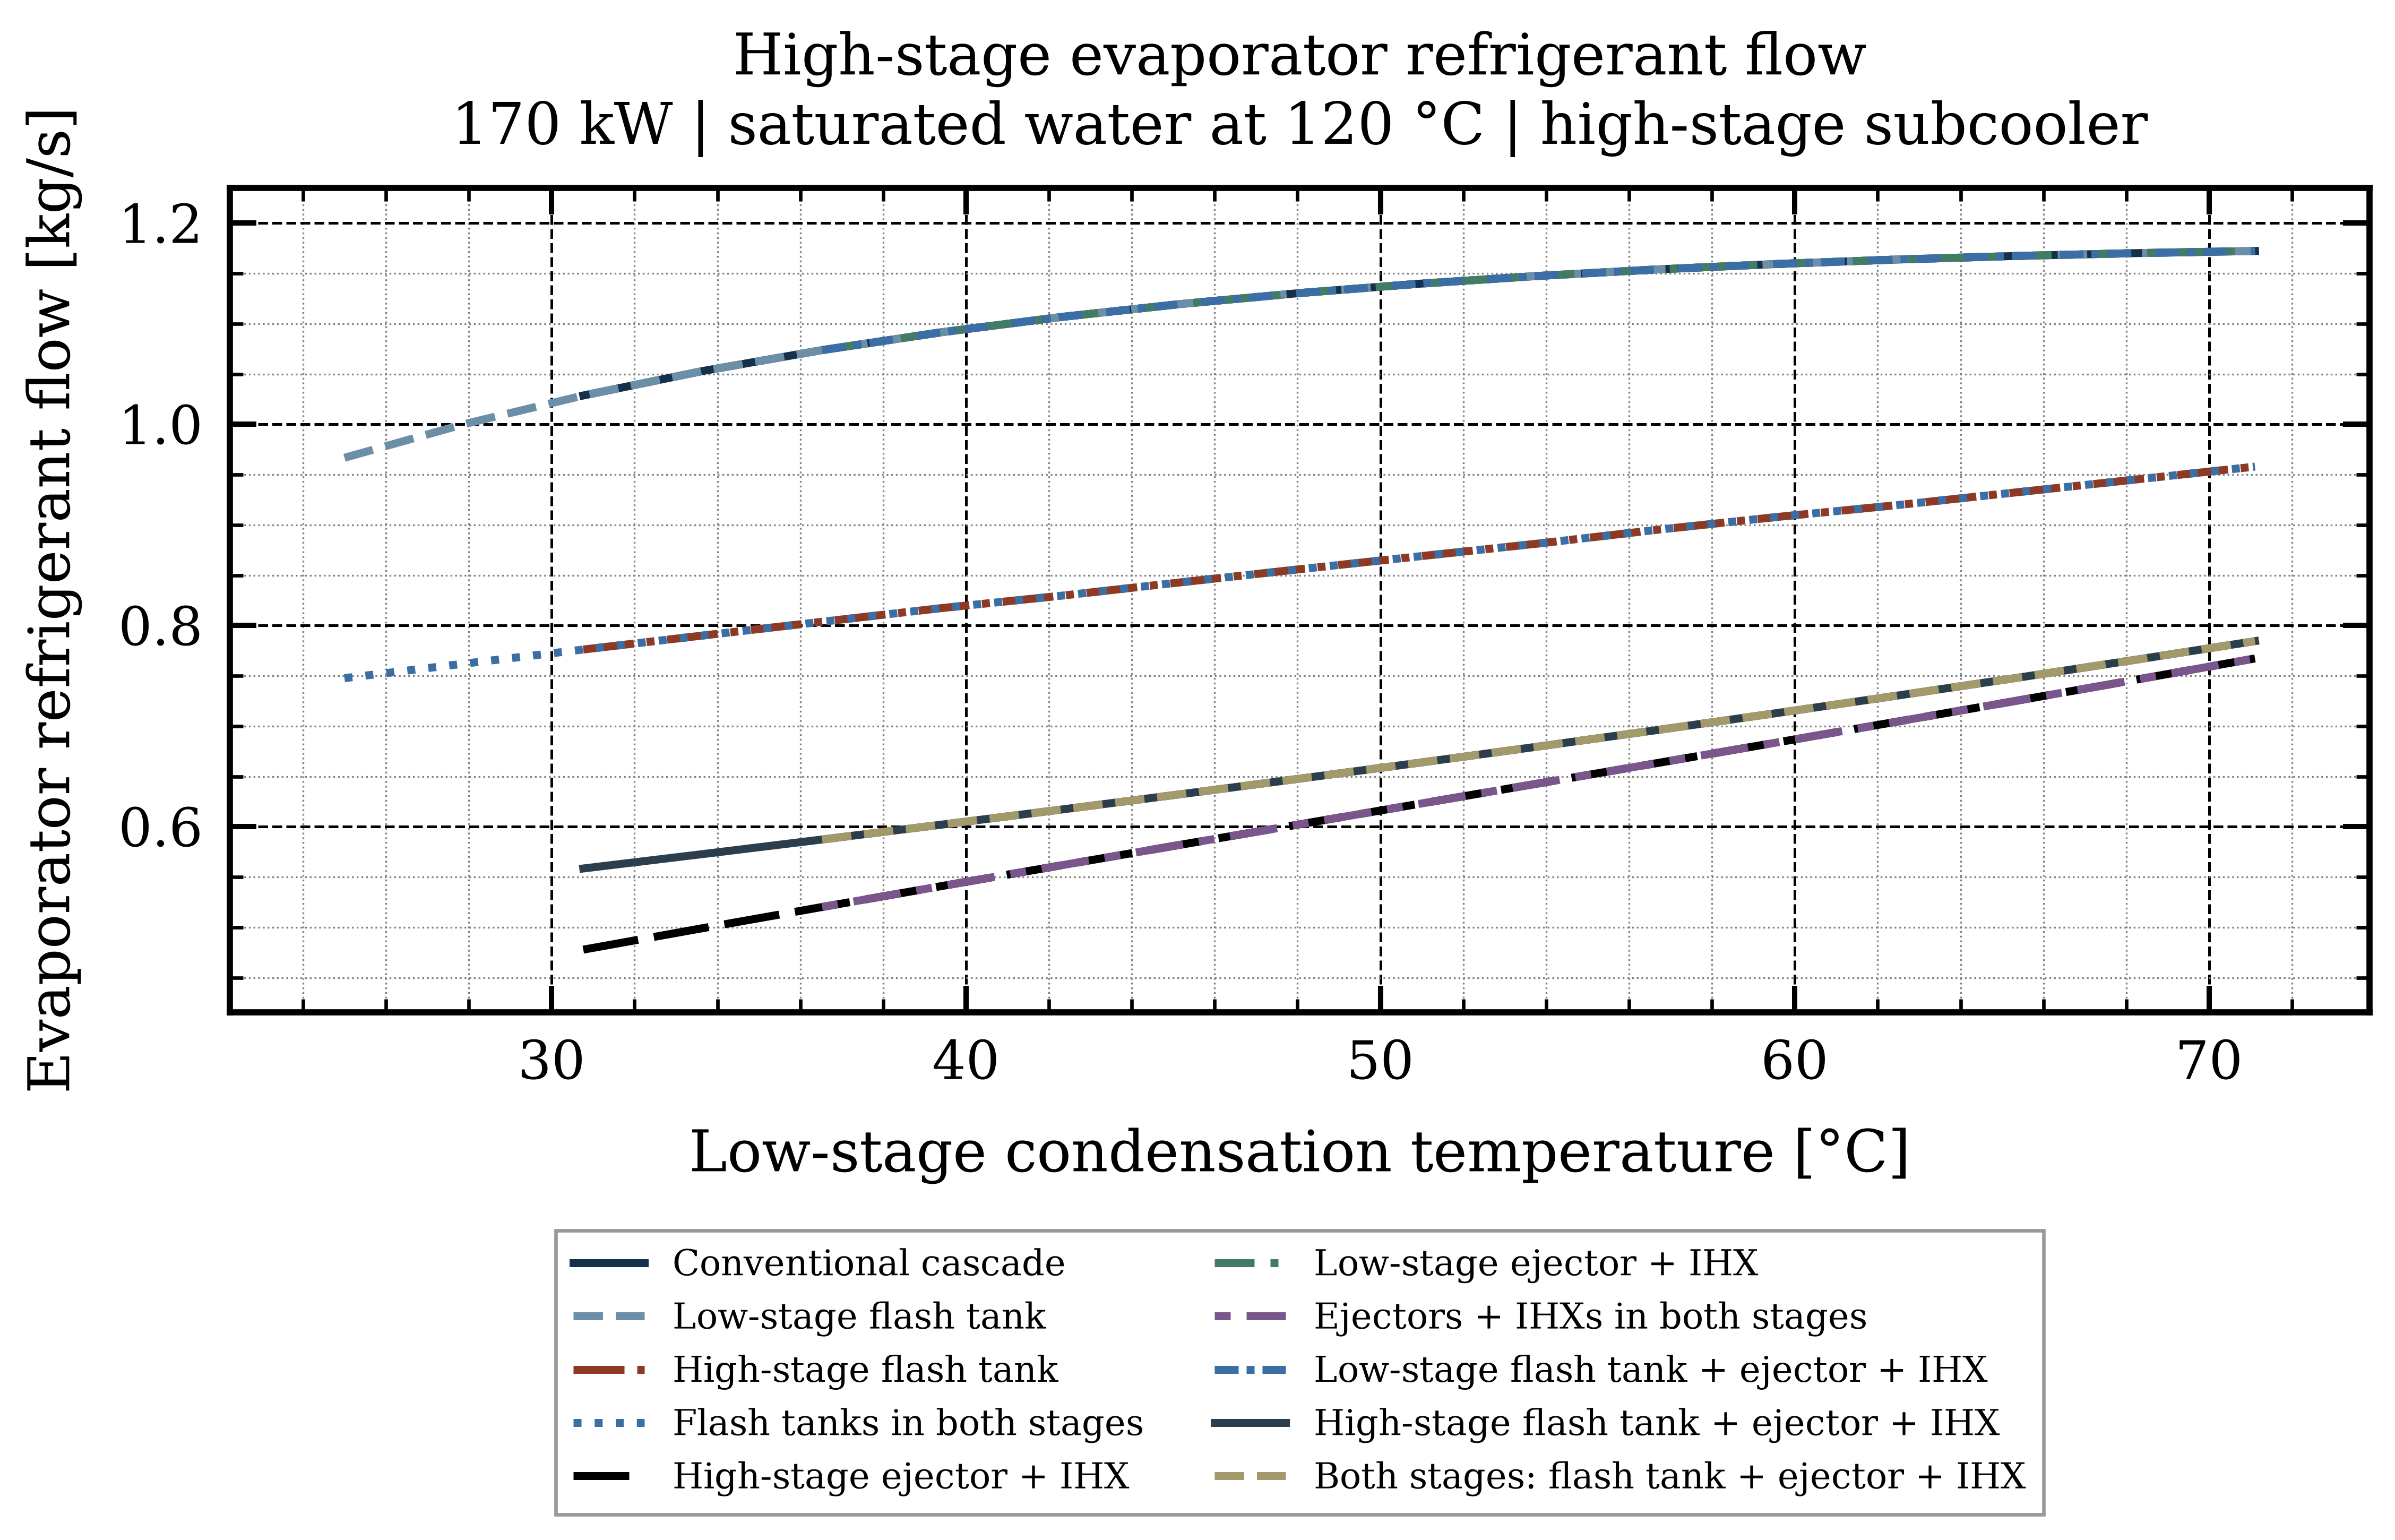 High-stage evaporator refrigerant flow
170 kW | saturated water at 120 °C | high-stage subcooler
Evaporator refrigerant flow [kg/s]
1.2
1.0
0.8
0.6
30 40 50 60 70
Low-stage condensation temperature [°C]
Conventional cascade
Low-stage flash tank
High-stage flash tank
Flash tanks in both stages
High-stage ejector + IHX
Low-stage ejector + IHX
Ejectors + IHXs in both stages
Low-stage flash tank + ejector + IHX
High-stage flash tank + ejector + IHX
Both stages: flash tank + ejector + IHX